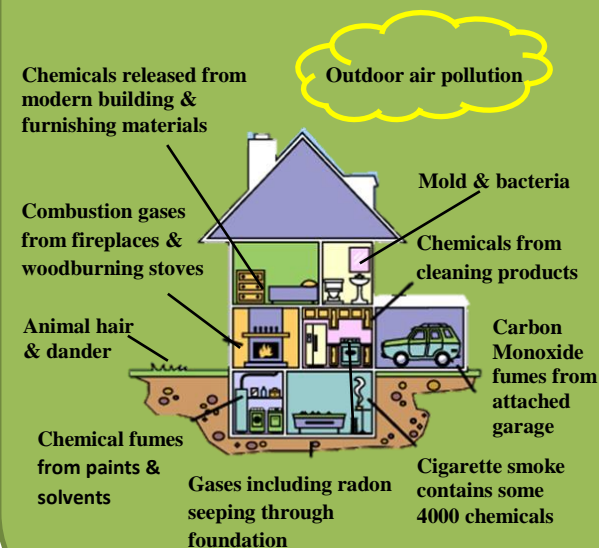 Chemicals released from
modern building &
furnishing materials
Outdoor air pollution
Combustion gases
from fireplaces &
woodburning stoves
Mold & bacteria
Chemicals from
cleaning products
Animal hair
& dander
Carbon
Monoxide
fumes from
attached
garage
Chemical fumes
from paints &
solvents
Gases including radon
seeping through
foundation
Cigarette smoke
contains some
4000 chemicals